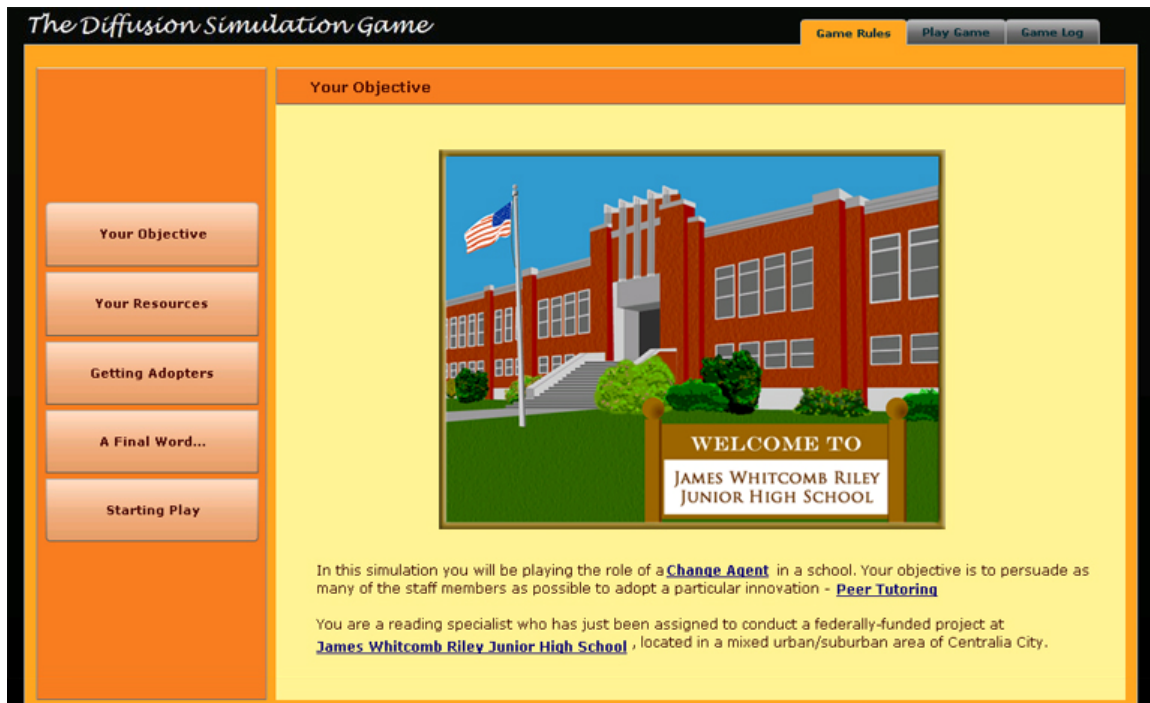 The Diffusion Simulation Game
Game Rules
Play Game
Game Log
Your Objective
Your Resources
Getting Adopters
A Final Word...
Starting Play
Your Objective
WELCOME TO
JAMES WHITCOMB RILEY
JUNIOR HIGH SCHOOL
In this simulation you will be playing the role of a Change Agent in a school. Your objective is to persuade as
many of the staff members as possible to adopt a particular innovation - Peer Tutoring
You are a reading specialist who has just been assigned to conduct a federally-funded project at
James Whitcomb Riley Junior High School , located in a mixed urban/suburban area of Centralia City.